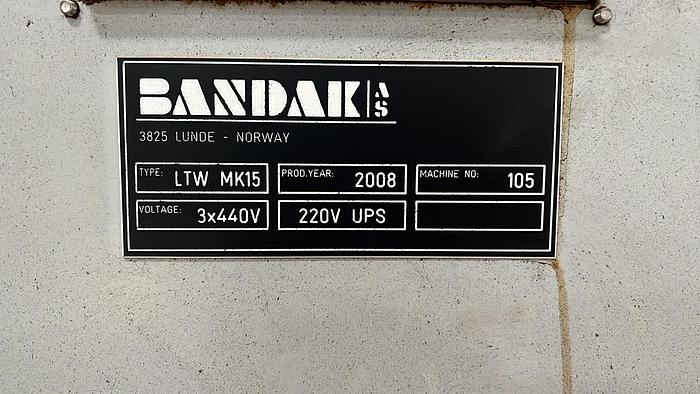 BANDAK AS
3825 LUNDE - NORWAY
TYPE: LTW MK15 PROD.YEAR: 2008 MACHINE NO: 105
VOLTAGE: 3x440V 220V UPS